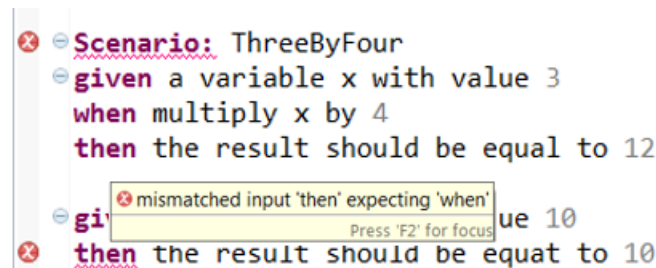 Scenario: ThreeByFour
given a variable x with value 3
when multiply x by 4
then the result should be equal to 12
mismatched input 'then' expecting 'when'
Press 'F2' for focus
gi ue 10
then the result should be equat to 10